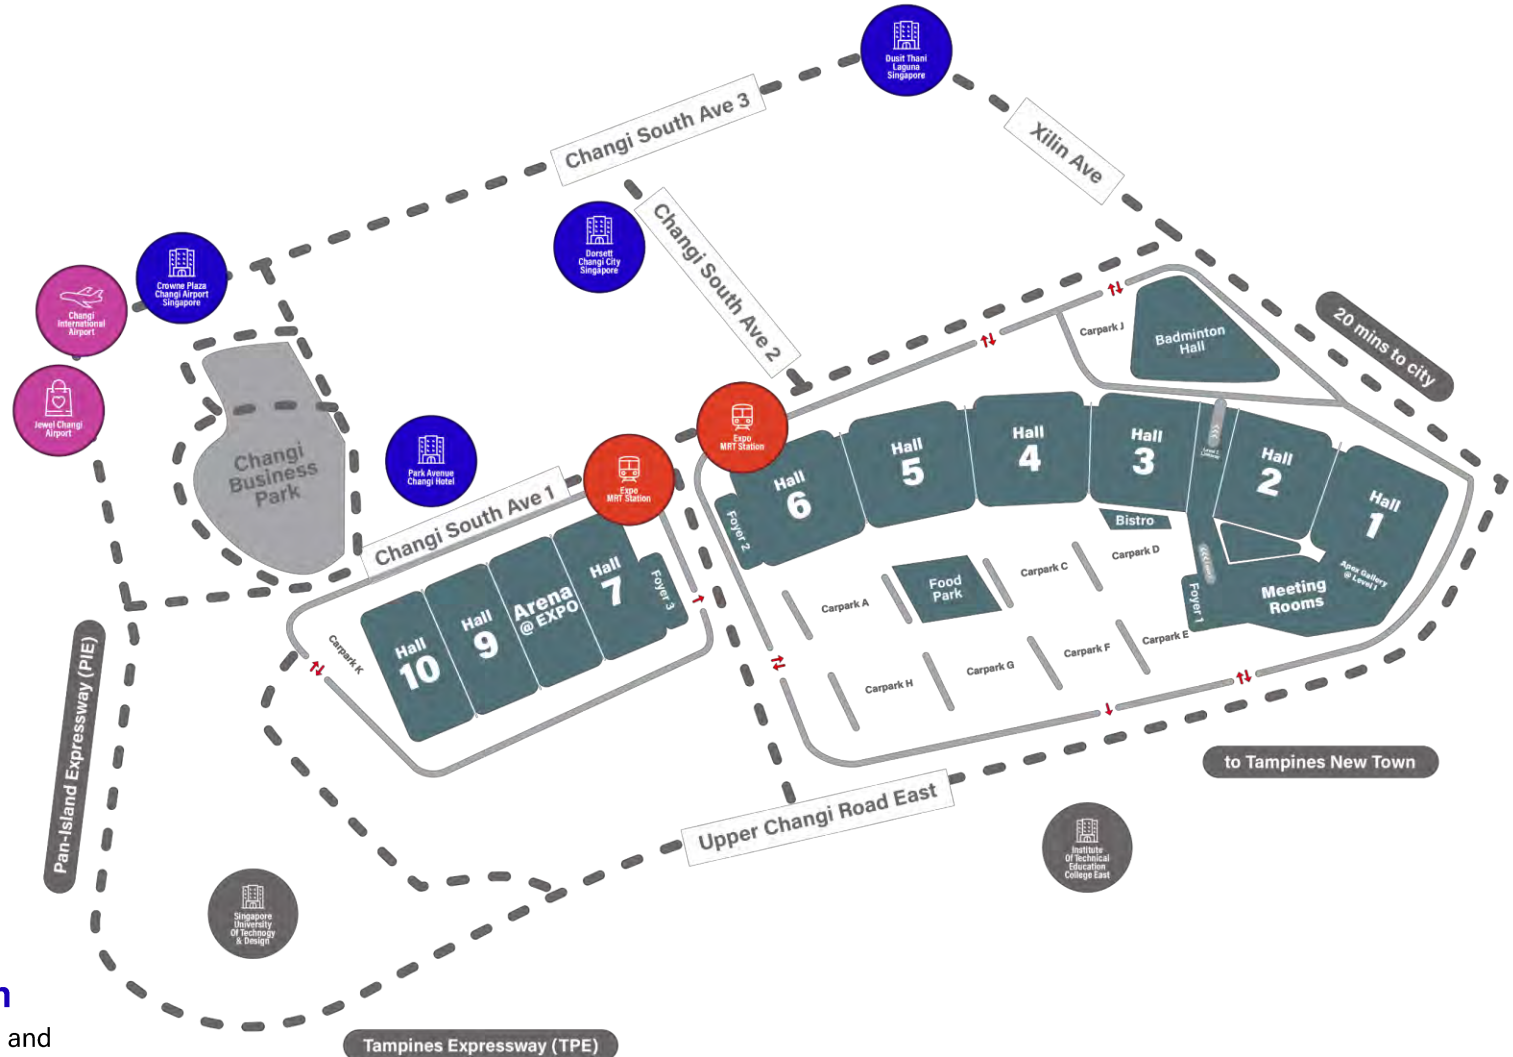 Dusit Thani
Laguna
Singapore
Changi South Ave 3
Xilin Ave
Dorsett
Changi City
Singapore
Changi South Ave 2
Crowne Plaza
Changi Airport
Singapore
Changi
International
Airport
Jewel Changi
Airport
Changi
Business
Park
Park Avenue
Changi Hotel
Changi South Ave 1
Expo
MRT Station
Expo
MRT Station
Carpark J
Badminton
Hall
20 mins to city
Hall
6
Hall
5
Hall
4
Hall
3
Hall
2
Hall
1
Foyer 2
Bistro
Carpark D
Carpark C
Food
Park
Carpark A
Apex Gallery
@ Level 1
Meeting
Rooms
Foyer 1
Carpark E
Carpark F
Carpark G
Carpark H
Hall
7
Foyer 3
Arena
@ EXPO
Hall
9
Hall
10
Carpark K
Pan-Island Expressway (PIE)
to Tampines New Town
Upper Changi Road East
Institute
Of Technical
Education
College East
Singapore
University
Of Technogy
& Design
n
and
Tampines Expressway (TPE)